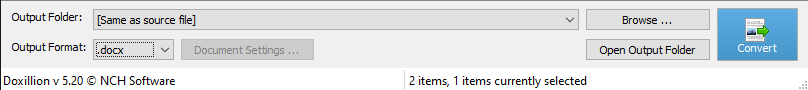 Output Folder: [Same as source file] Browse ...
Output Format: .docx Document Settings ... Open Output Folder Convert
Doxillion v 5.20 © NCH Software 2 items, 1 items currently selected